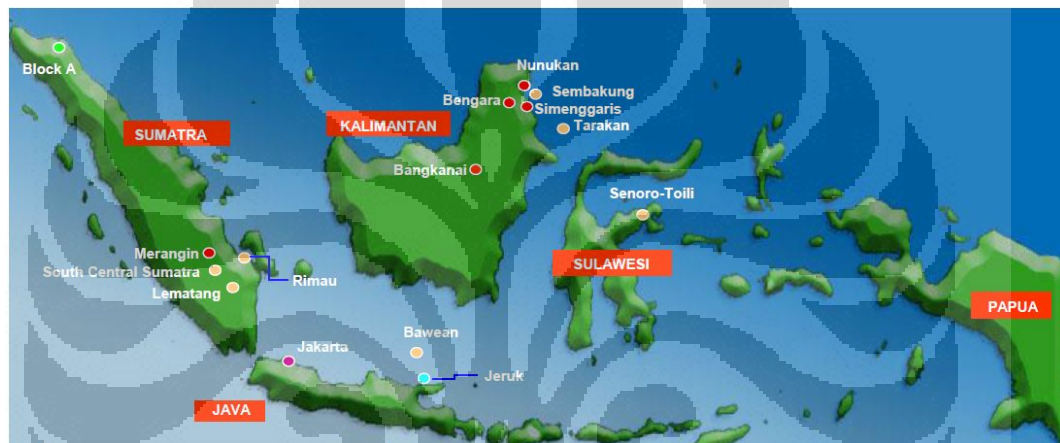 Block A
SUMATRA
KALIMANTAN
Nunukan
Sembakung
Bengara
Simenggaris
Tarakan
Bangkanai
Senoro-Toili
Merangin
South Central Sumatra
Rimau
Lematang
SULAWESI
PAPUA
Bawean
Jakarta
Jeruk
JAVA